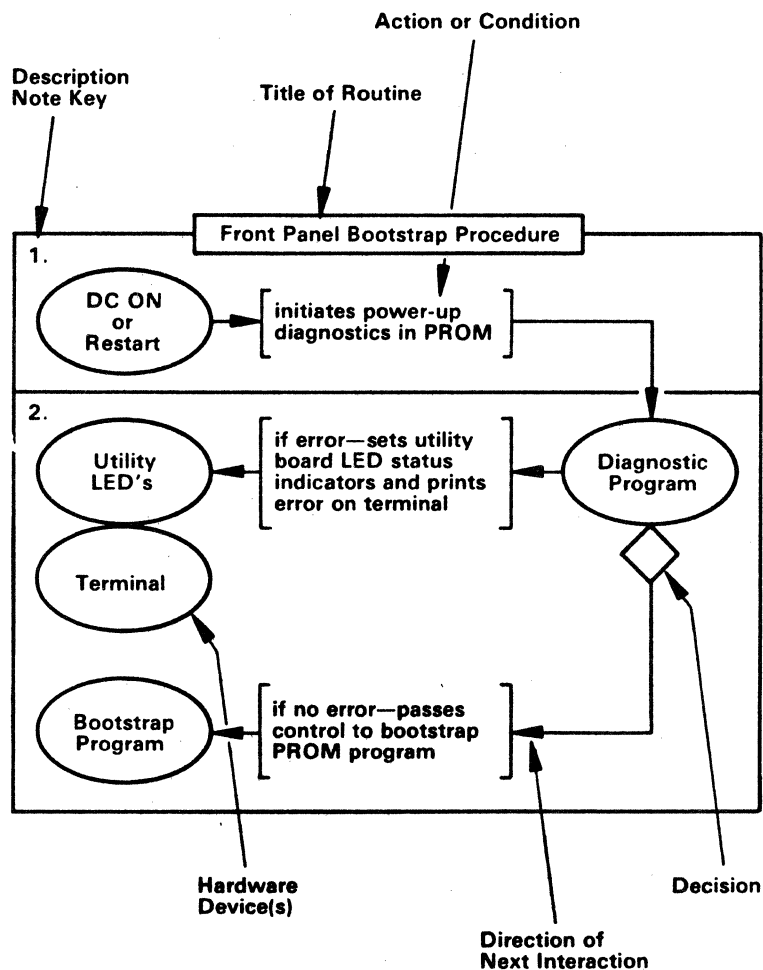 Action or Condition
Description
Note Key
Title of Routine
Front Panel Bootstrap Procedure
1.
DC ON
or
Restart
initiates power-up
diagnostics in PROM
2.
Utility
LED's
if error—sets utility
board LED status
indicators and prints
error on terminal
Diagnostic
Program
Terminal
Bootstrap
Program
if no error—passes
control to bootstrap
PROM program
Hardware
Device(s)
Decision
Direction of
Next Interaction